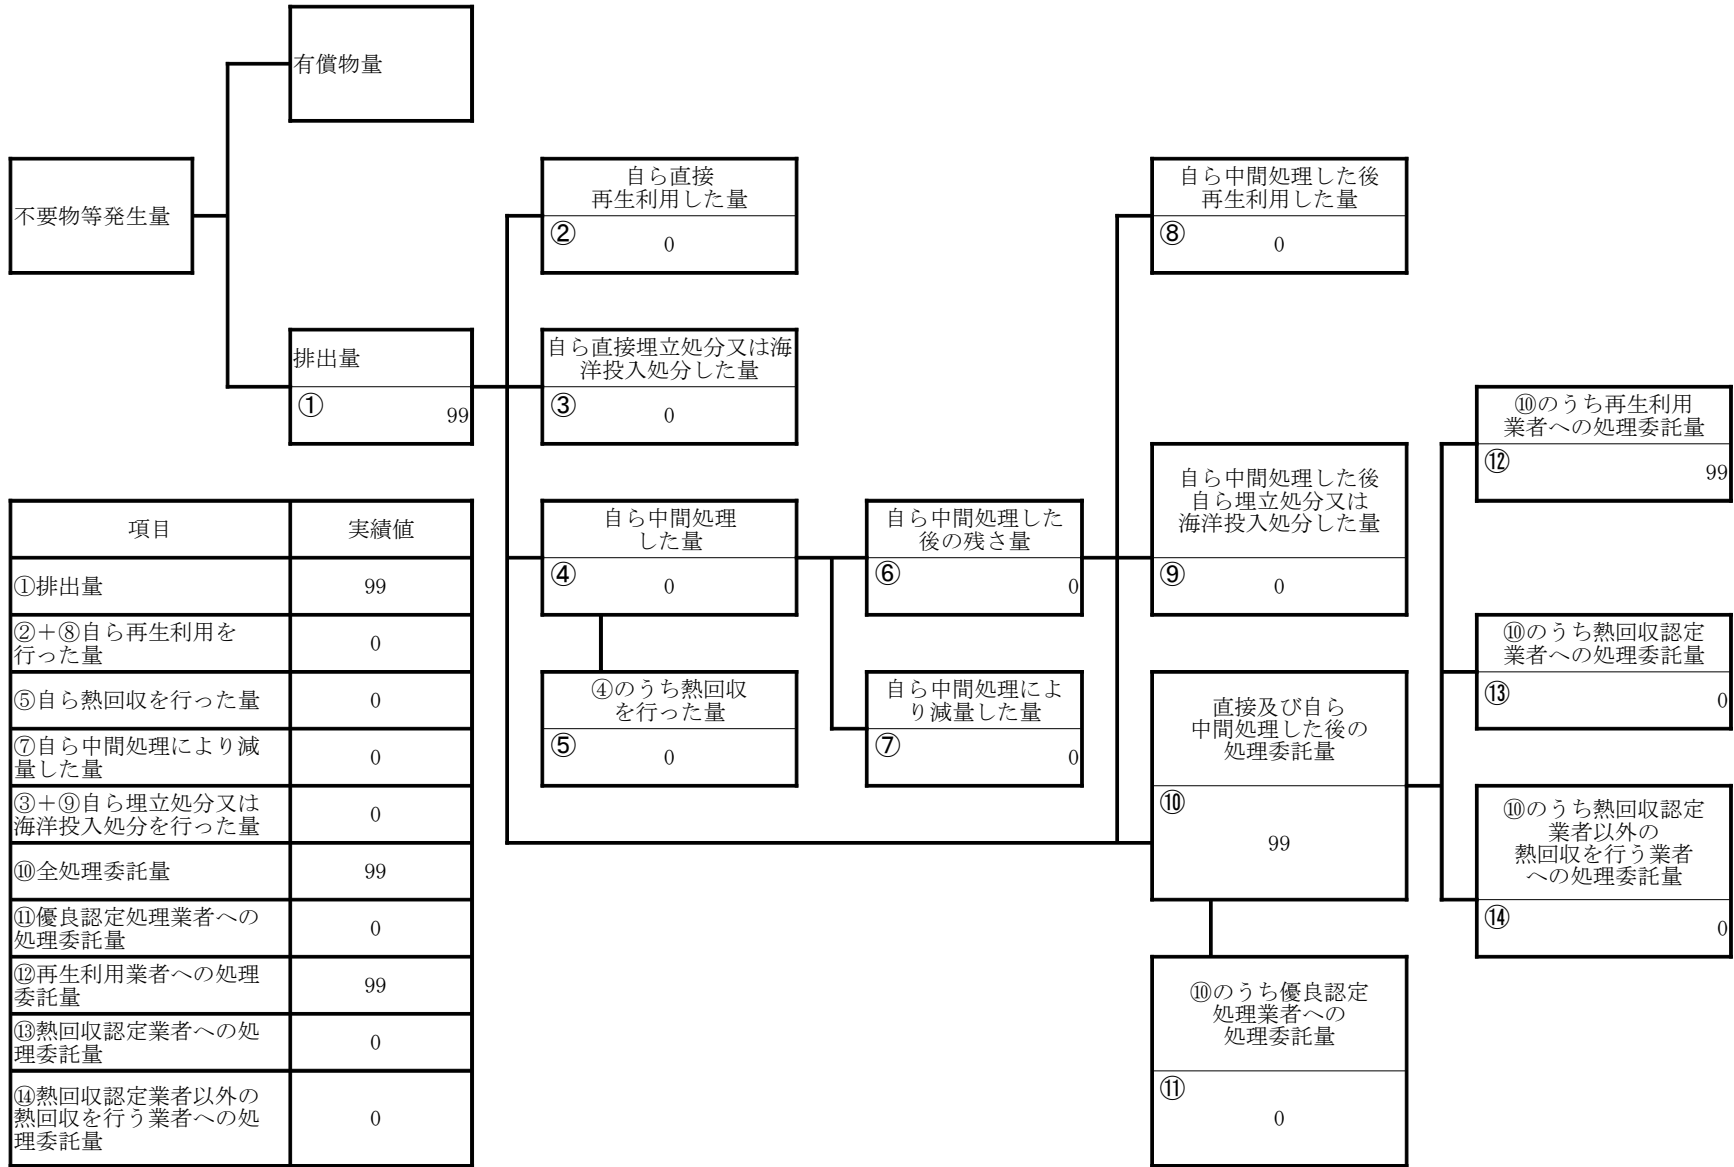 有償物量
不要物等発生量
自ら直接
再生利用した量
②
0
自ら中間処理した後
再生利用した量
⑧
0
排出量
①
99
自ら直接埋立処分又は海
洋投入処分した量
③
0
⑩のうち再生利用
業者への処理委託量
⑫
99
自ら中間処理した後
自ら埋立処分又は
海洋投入処分した量
⑨
0
自ら中間処理
した量
④
0
自ら中間処理した
後の残さ量
⑥
0
④のうち熱回収
を行った量
⑤
0
自ら中間処理によ
り減量した量
⑦
0
直接及び自ら
中間処理した後の
処理委託量
⑩
99
⑩のうち熱回収認定
業者への処理委託量
⑬
0
⑩のうち熱回収認定
業者以外の
熱回収を行う業者
への処理委託量
⑭
0
⑩のうち優良認定
処理業者への
処理委託量
⑪
0
項目 実績値
①排出量 99
②+⑧自ら再生利用を
行った量 0
⑤自ら熱回収を行った量 0
⑦自ら中間処理により減
量した量 0
③+⑨自ら埋立処分又は
海洋投入処分を行った量 0
⑩全処理委託量 99
⑪優良認定処理業者への
処理委託量 0
⑫再生利用業者への処理
委託量 99
⑬熱回収認定業者への処
理委託量 0
⑭熱回収認定業者以外の
熱回収を行う業者への処
理委託量 0